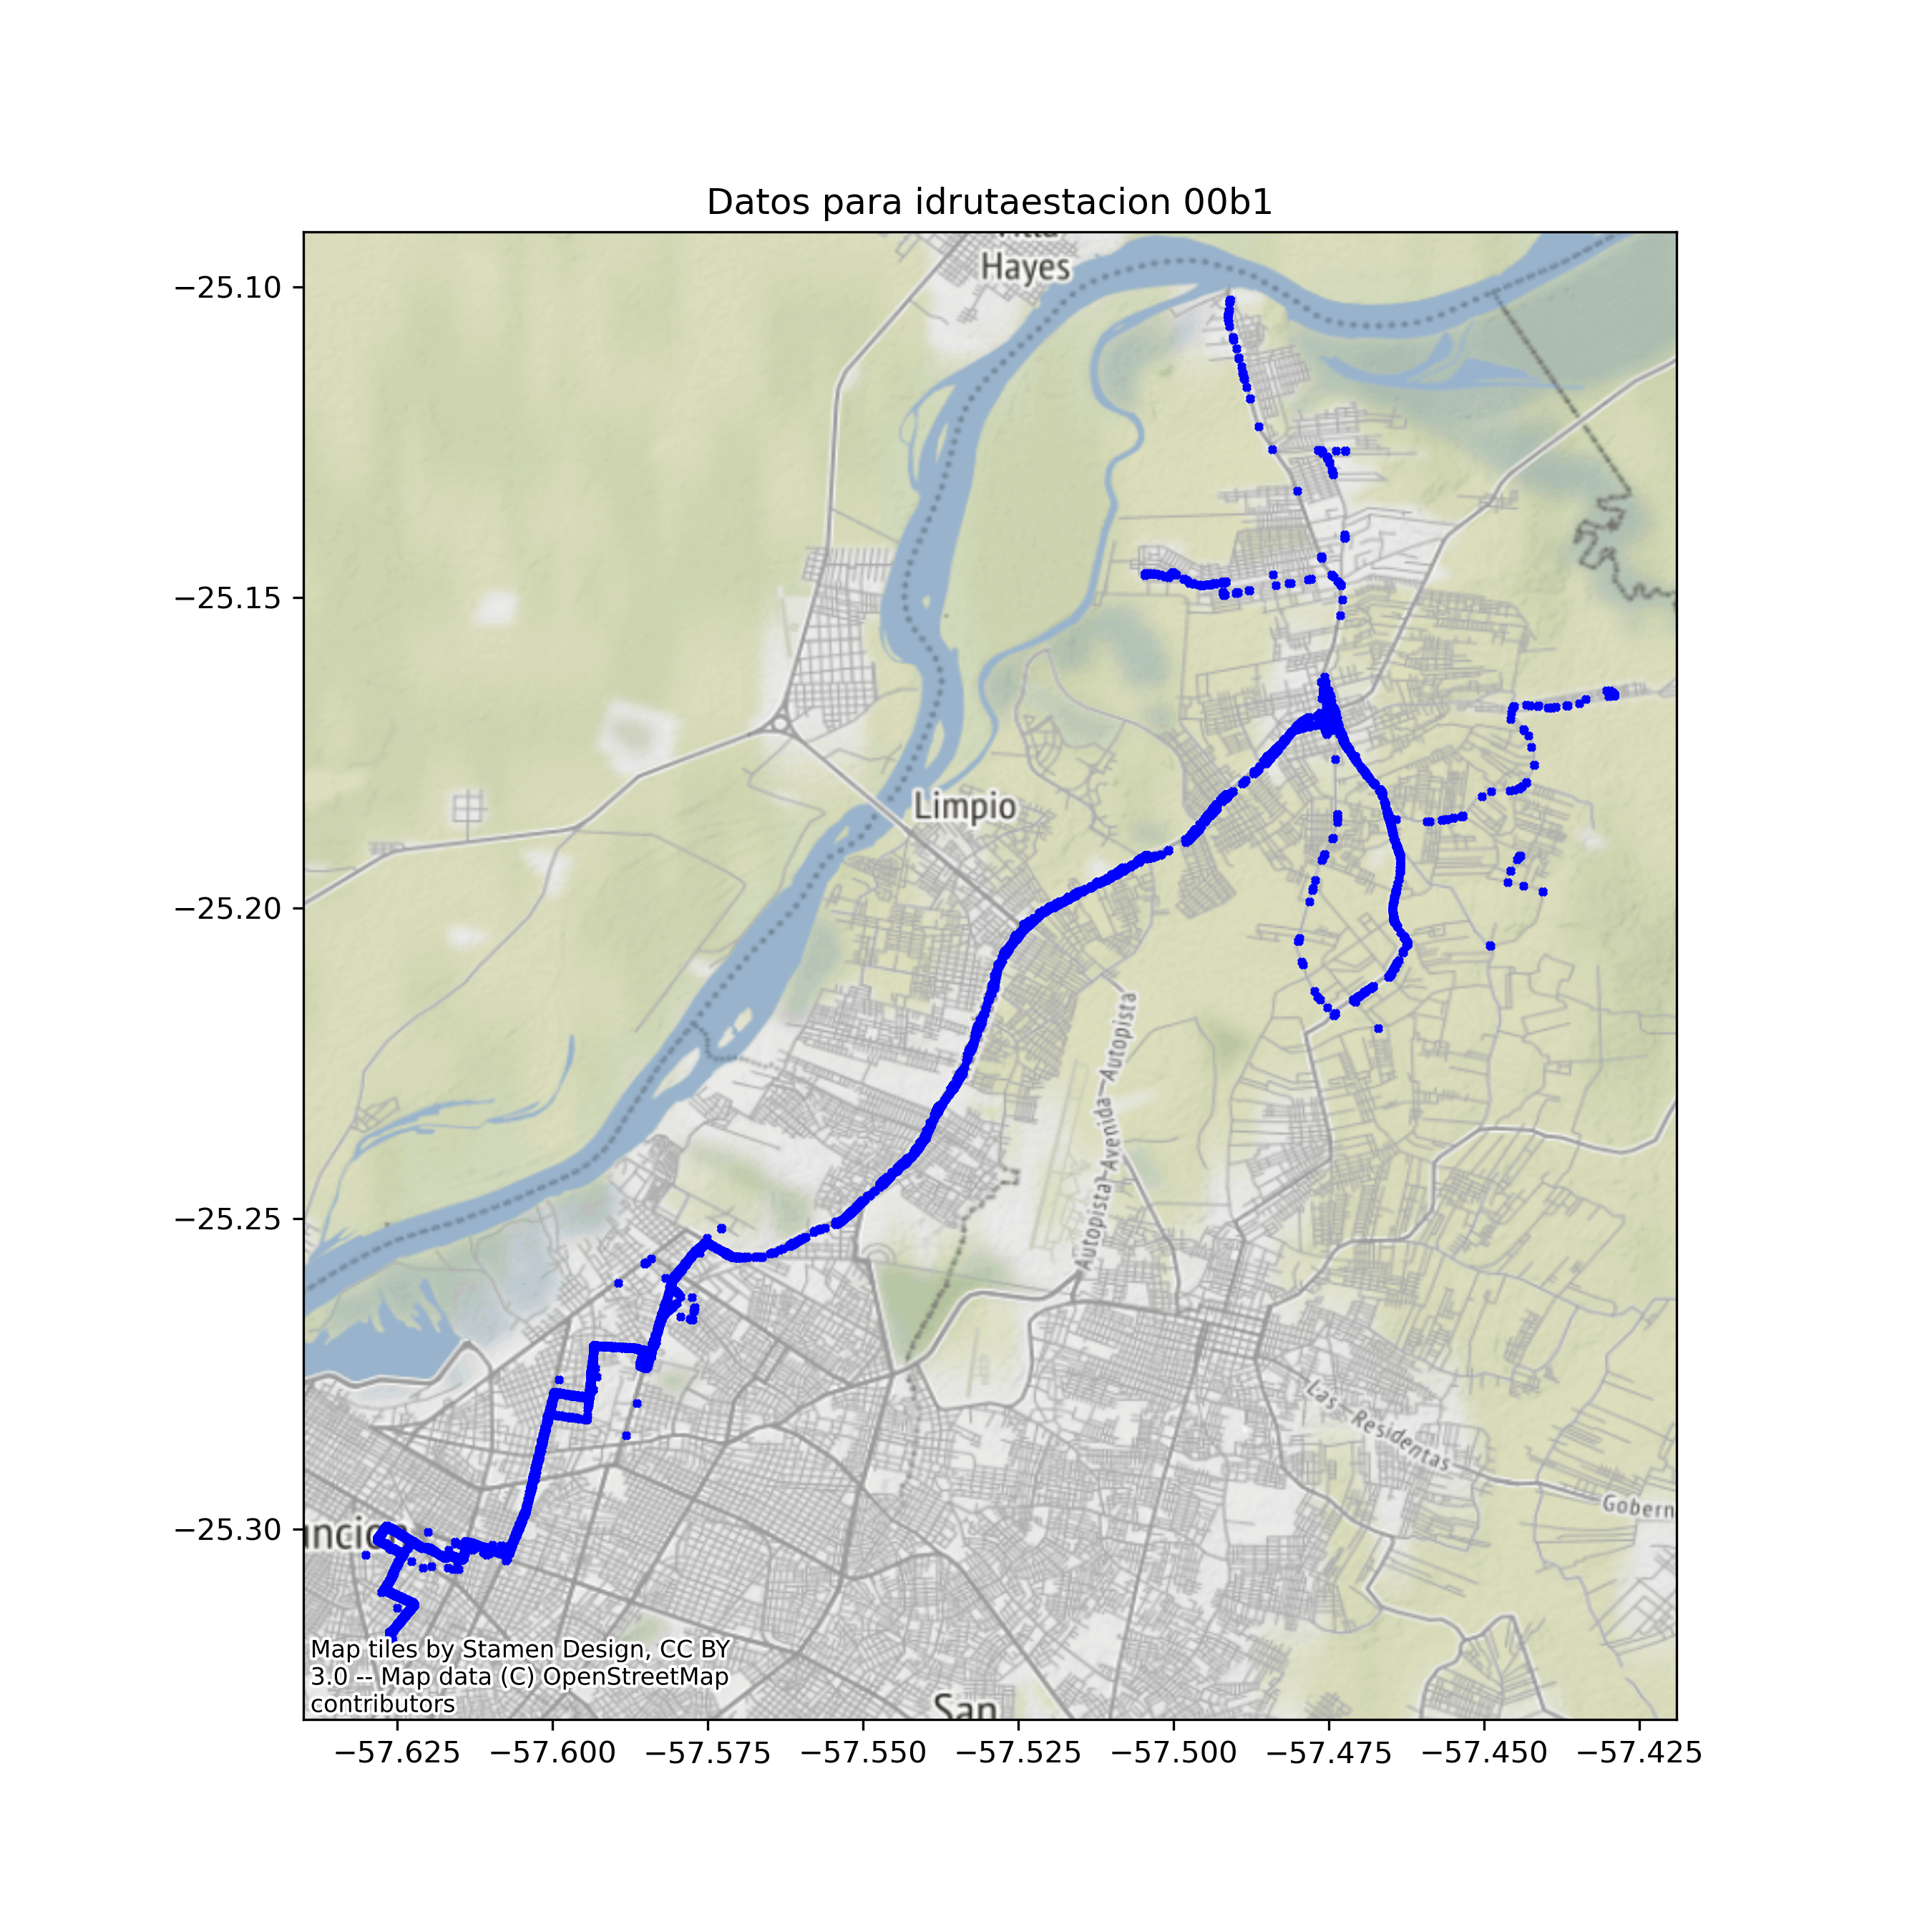 Datos para idrutaestacion 00b1
Hayes
−25.10
−25.15
Limpio
−25.20
Autopista Avenida Autopista
−25.25
Las Residentas
Gobern
−25.30
Map tiles by Stamen Design, CC BY
3.0 -- Map data (C) OpenStreetMap
contributors
San
−57.625 −57.600 −57.575 −57.550 −57.525 −57.500 −57.475 −57.450 −57.425